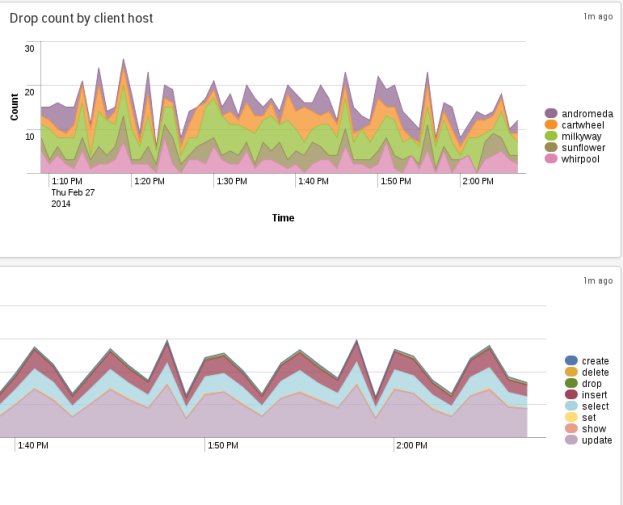 Drop count by client host
1m ago
30
20
10
Count
1:10 PM
Thu Feb 27
2014
1:20 PM
1:30 PM
1:40 PM
1:50 PM
2:00 PM
Time
andromeda
cartwheel
milkyway
sunflower
whirpool
1m ago
1:40 PM
1:50 PM
2:00 PM
create
delete
drop
insert
select
set
show
update